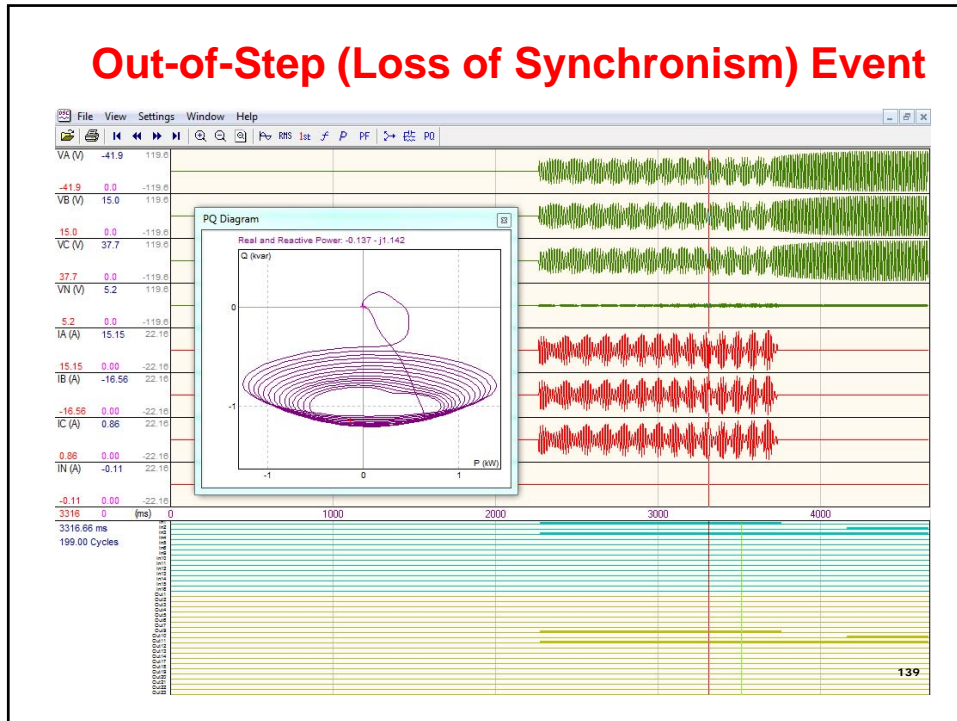 Out-of-Step (Loss of Synchronism) Event
File View Settings Window Help
RMS 1st f P PF PQ
VA (V) -41.9 119.6
-41.9 0.0 -119.6
VB (V) 15.0 119.6
15.0 0.0 -119.6
VC (V) 37.7 119.6
37.7 0.0 -119.6
VN (V) 5.2 119.6
5.2 0.0 -119.6
IA (A) 15.15 22.16
15.15 0.00 -22.16
IB (A) -16.56 22.16
-16.56 0.00 -22.16
IC (A) 0.86 22.16
0.86 0.00 -22.16
IN (A) -0.11 22.16
-0.11 0.00 -22.16
PQ Diagram
Real and Reactive Power: -0.137 - j1.142
Q (kvar)
0
-1
P (kW)
-1 0 1
3316 0 (ms) 0 1000 2000 3000 4000
3316.66 ms
199.00 Cycles
139